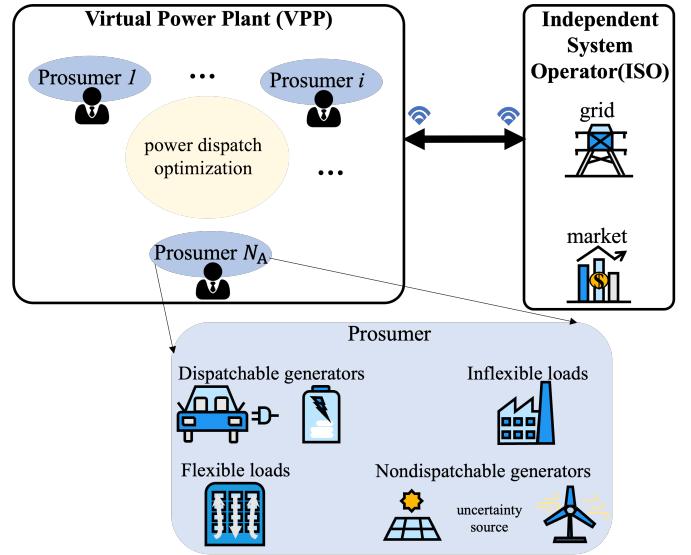 Virtual Power Plant (VPP)
Prosumer 1
...
Prosumer i
power dispatch
optimization
...
Prosumer N_A
Independent
System
Operator(ISO)
grid
market
$
Prosumer
Dispatchable generators
Inflexible loads
Flexible loads
Nondispatchable generators
uncertainty
source